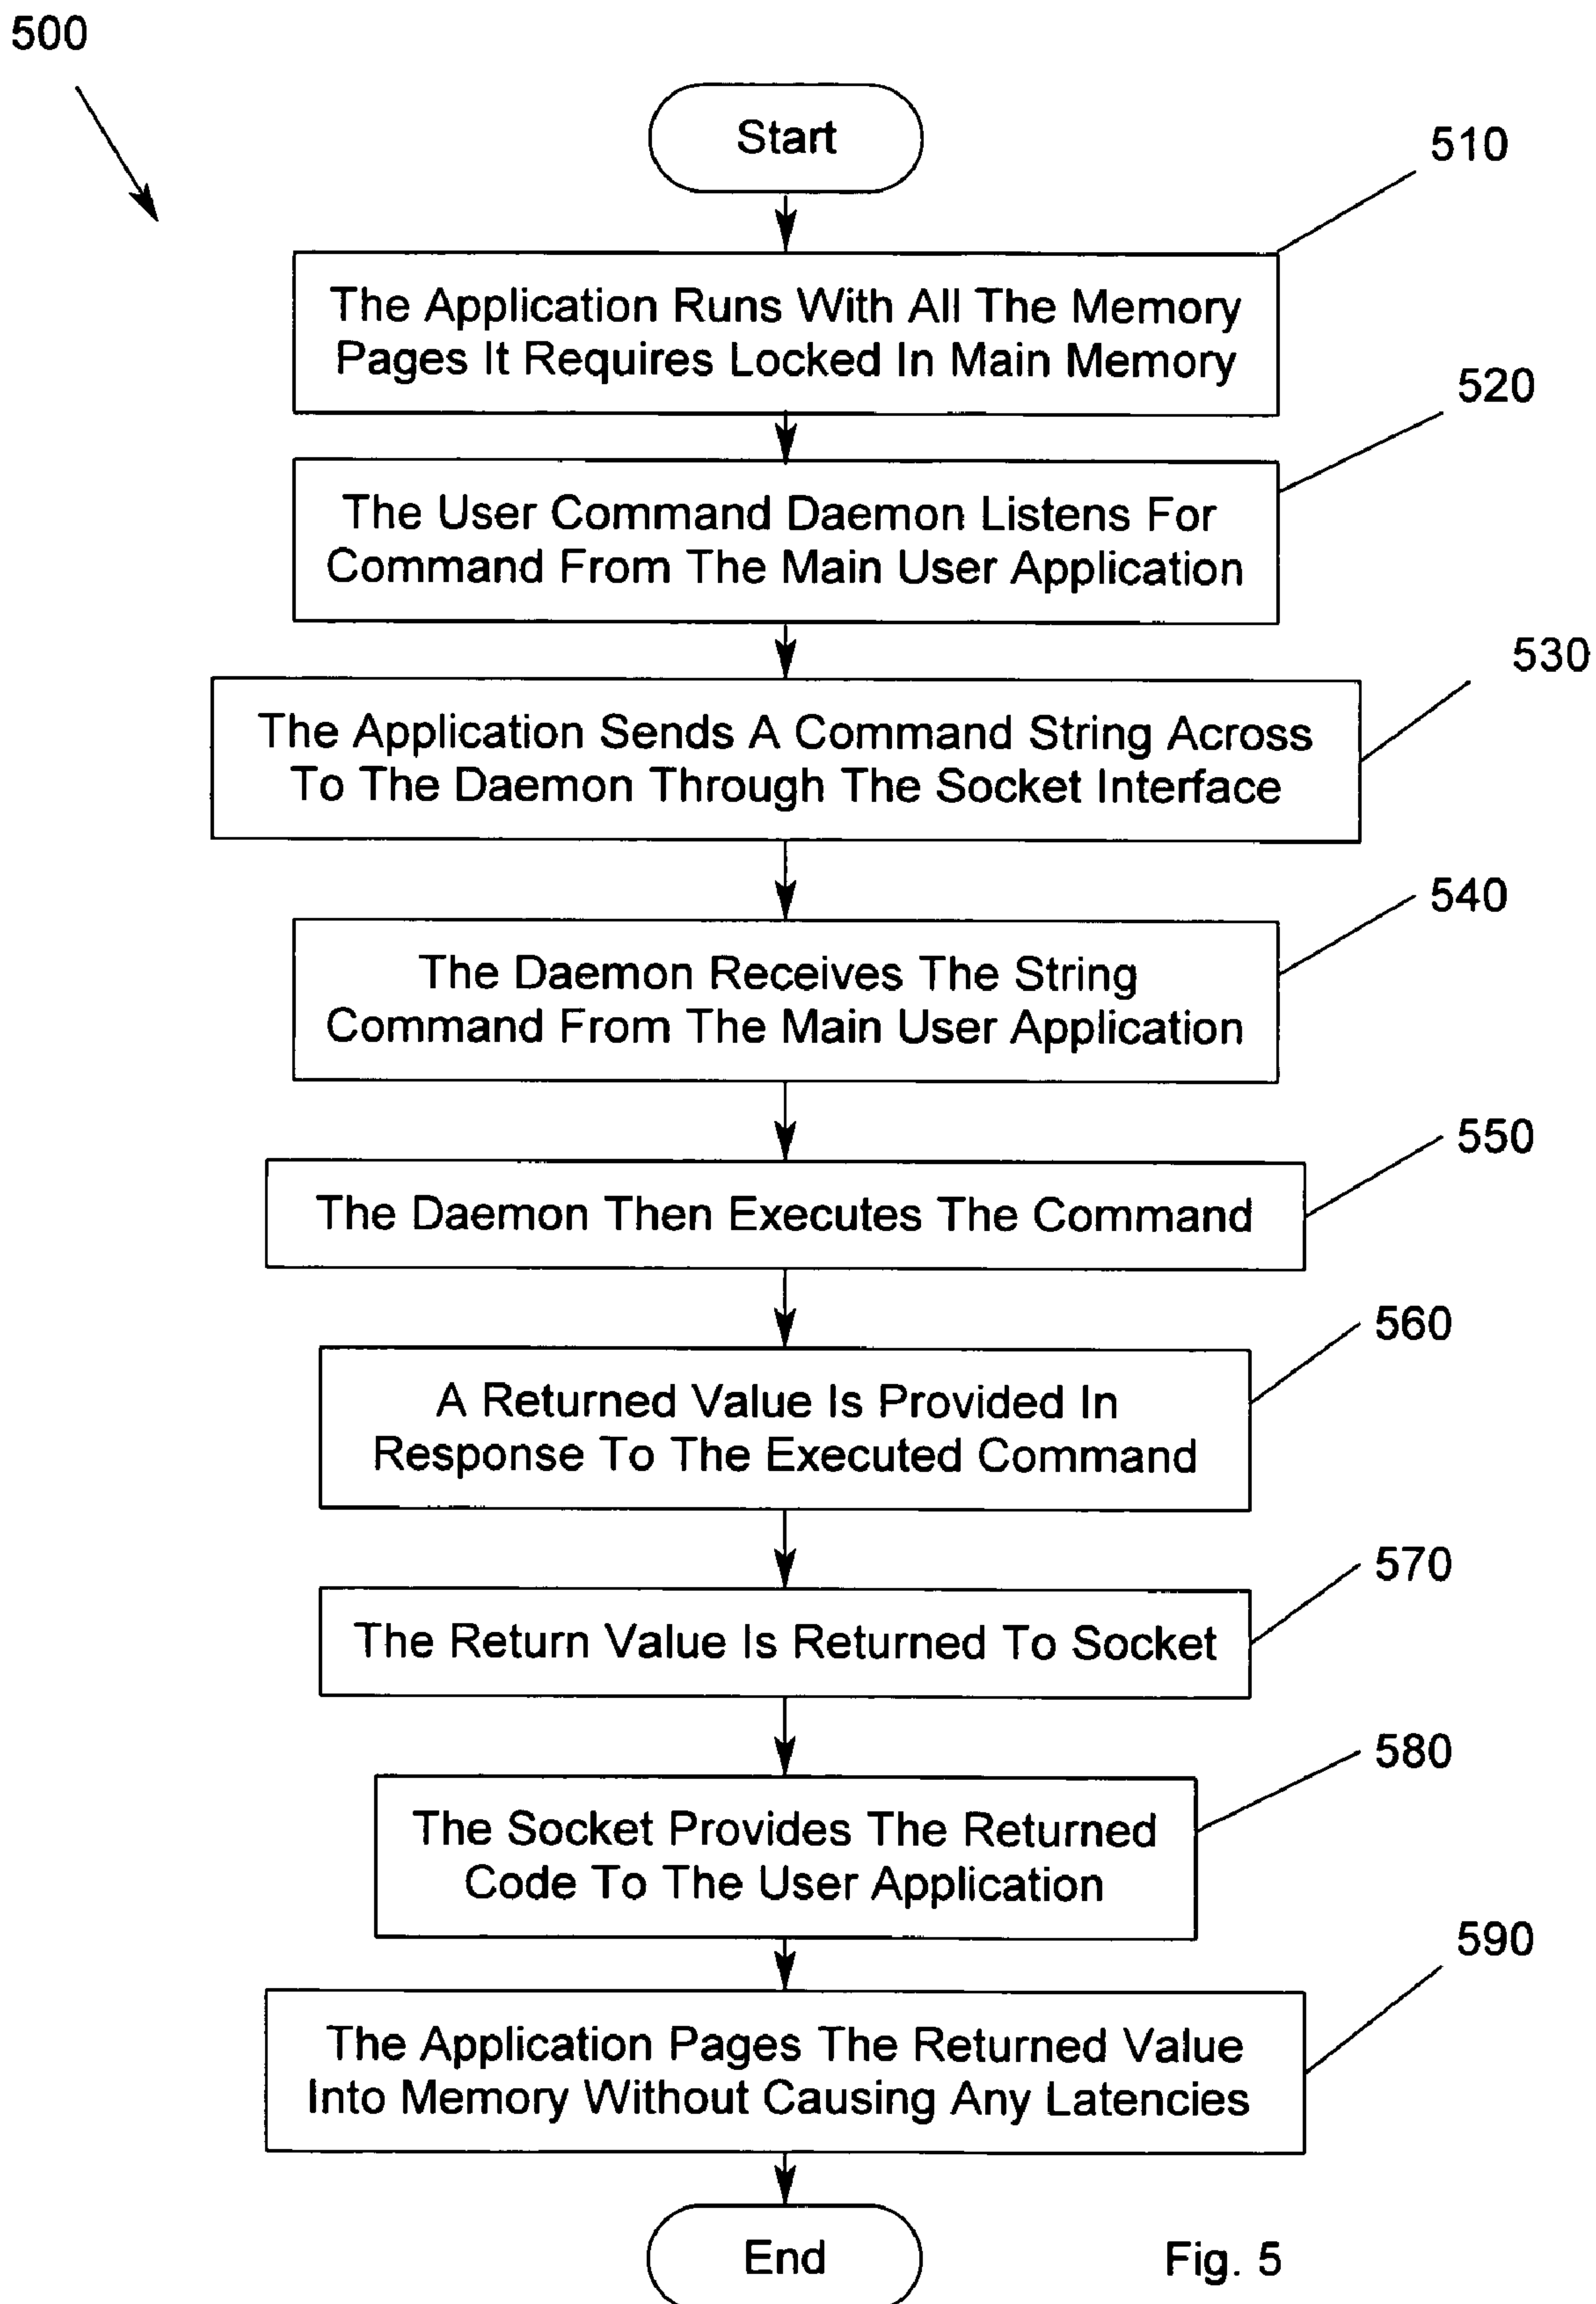 500
Start
510
The Application Runs With All The Memory
Pages It Requires Locked In Main Memory
520
The User Command Daemon Listens For
Command From The Main User Application
530
The Application Sends A Command String Across
To The Daemon Through The Socket Interface
540
The Daemon Receives The String
Command From The Main User Application
550
The Daemon Then Executes The Command
560
A Returned Value Is Provided In
Response To The Executed Command
570
The Return Value Is Returned To Socket
580
The Socket Provides The Returned
Code To The User Application
590
The Application Pages The Returned Value
Into Memory Without Causing Any Latencies
End
Fig. 5